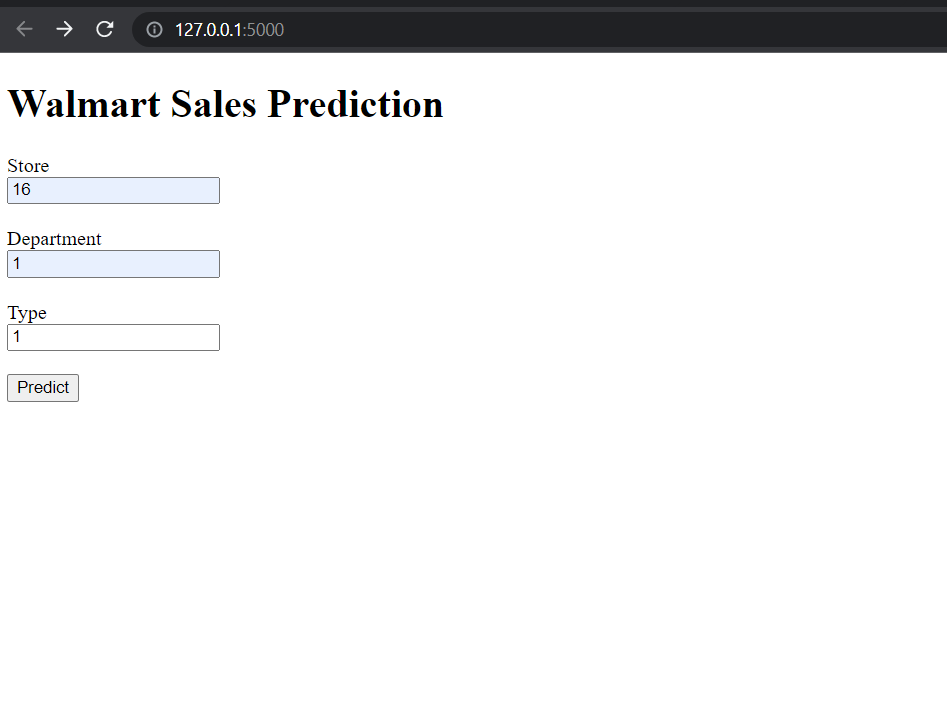 127.0.0.1:5000
Walmart Sales Prediction
Store
16
Department
1
Type
1
Predict